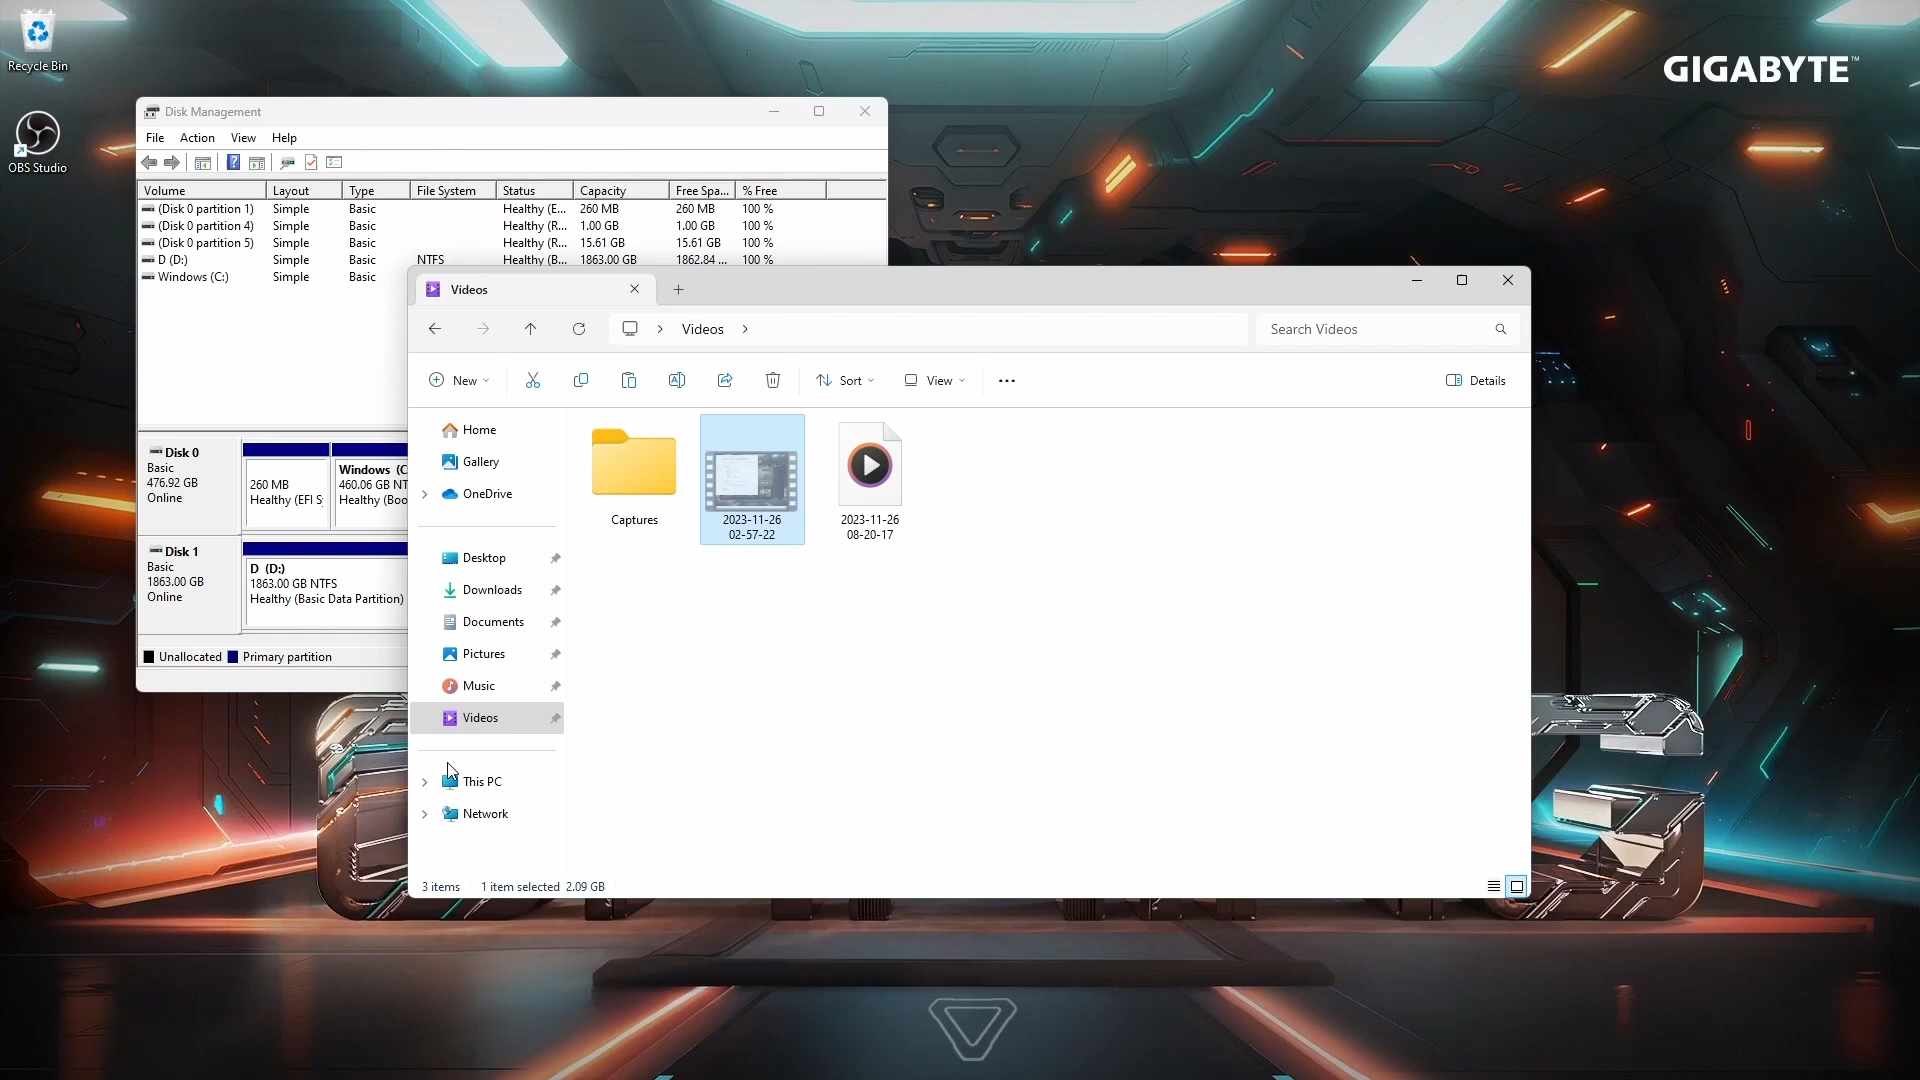 Recycle Bin
OBS Studio
GIGABYTE™
Disk Management
File Action View Help
Volume Layout Type File System Status Capacity Free Spa... % Free
(Disk 0 partition 1) Simple Basic Healthy (E... 260 MB 260 MB 100 %
(Disk 0 partition 4) Simple Basic Healthy (R... 1.00 GB 1.00 GB 100 %
(Disk 0 partition 5) Simple Basic Healthy (R... 15.61 GB 15.61 GB 100 %
D (D:) Simple Basic NTFS Healthy (B... 1863.00 GB 1862.84 ... 100 %
Windows (C:) Simple Basic
Disk 0
Basic
476.92 GB
Online
260 MB
Healthy (EFI S
Windows (C
460.06 GB NT
Healthy (Boo
Disk 1
Basic
1863.00 GB
Online
D (D:)
1863.00 GB NTFS
Healthy (Basic Data Partition)
Unallocated Primary partition
Videos
Videos
Search Videos
New Sort View Details
Home
Gallery
OneDrive
Desktop
Downloads
Documents
Pictures
Music
Videos
This PC
Network
Captures
2023-11-26
02-57-22
2023-11-26
08-20-17
3 items 1 item selected 2.09 GB